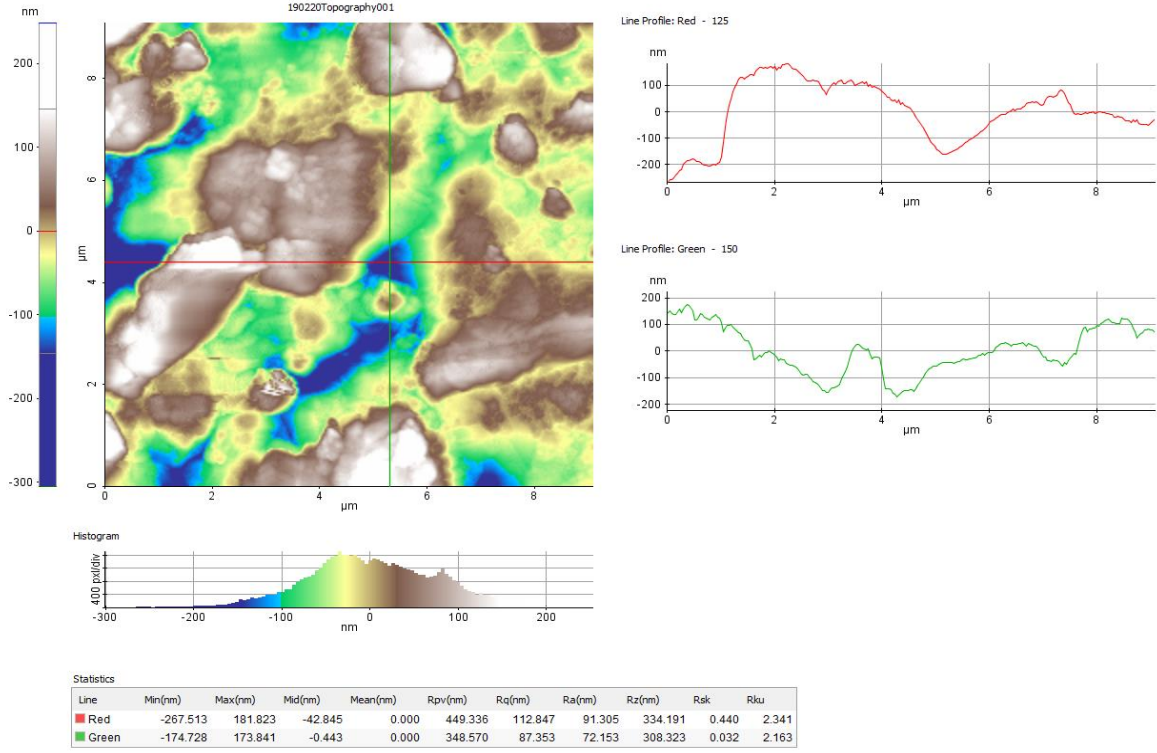 nm
200
100
0
-100
-200
-300
190220Topography001
8
6
µm
4
2
0
0 2 4 6 8
µm
Line Profile: Red - 125
nm
100
0
-100
-200
0 2 4 6 8
µm
Line Profile: Green - 150
nm
200
100
0
-100
-200
0 2 4 6 8
µm
Histogram
400 pxl/div
-300 -200 -100 0 100 200
nm
Statistics
Line Min(nm) Max(nm) Mid(nm) Mean(nm) Rpv(nm) Rq(nm) Ra(nm) Rz(nm) Rsk Rku
Red -267.513 181.823 -42.845 0.000 449.336 112.847 91.305 334.191 0.440 2.341
Green -174.728 173.841 -0.443 0.000 348.570 87.353 72.153 308.323 0.032 2.163